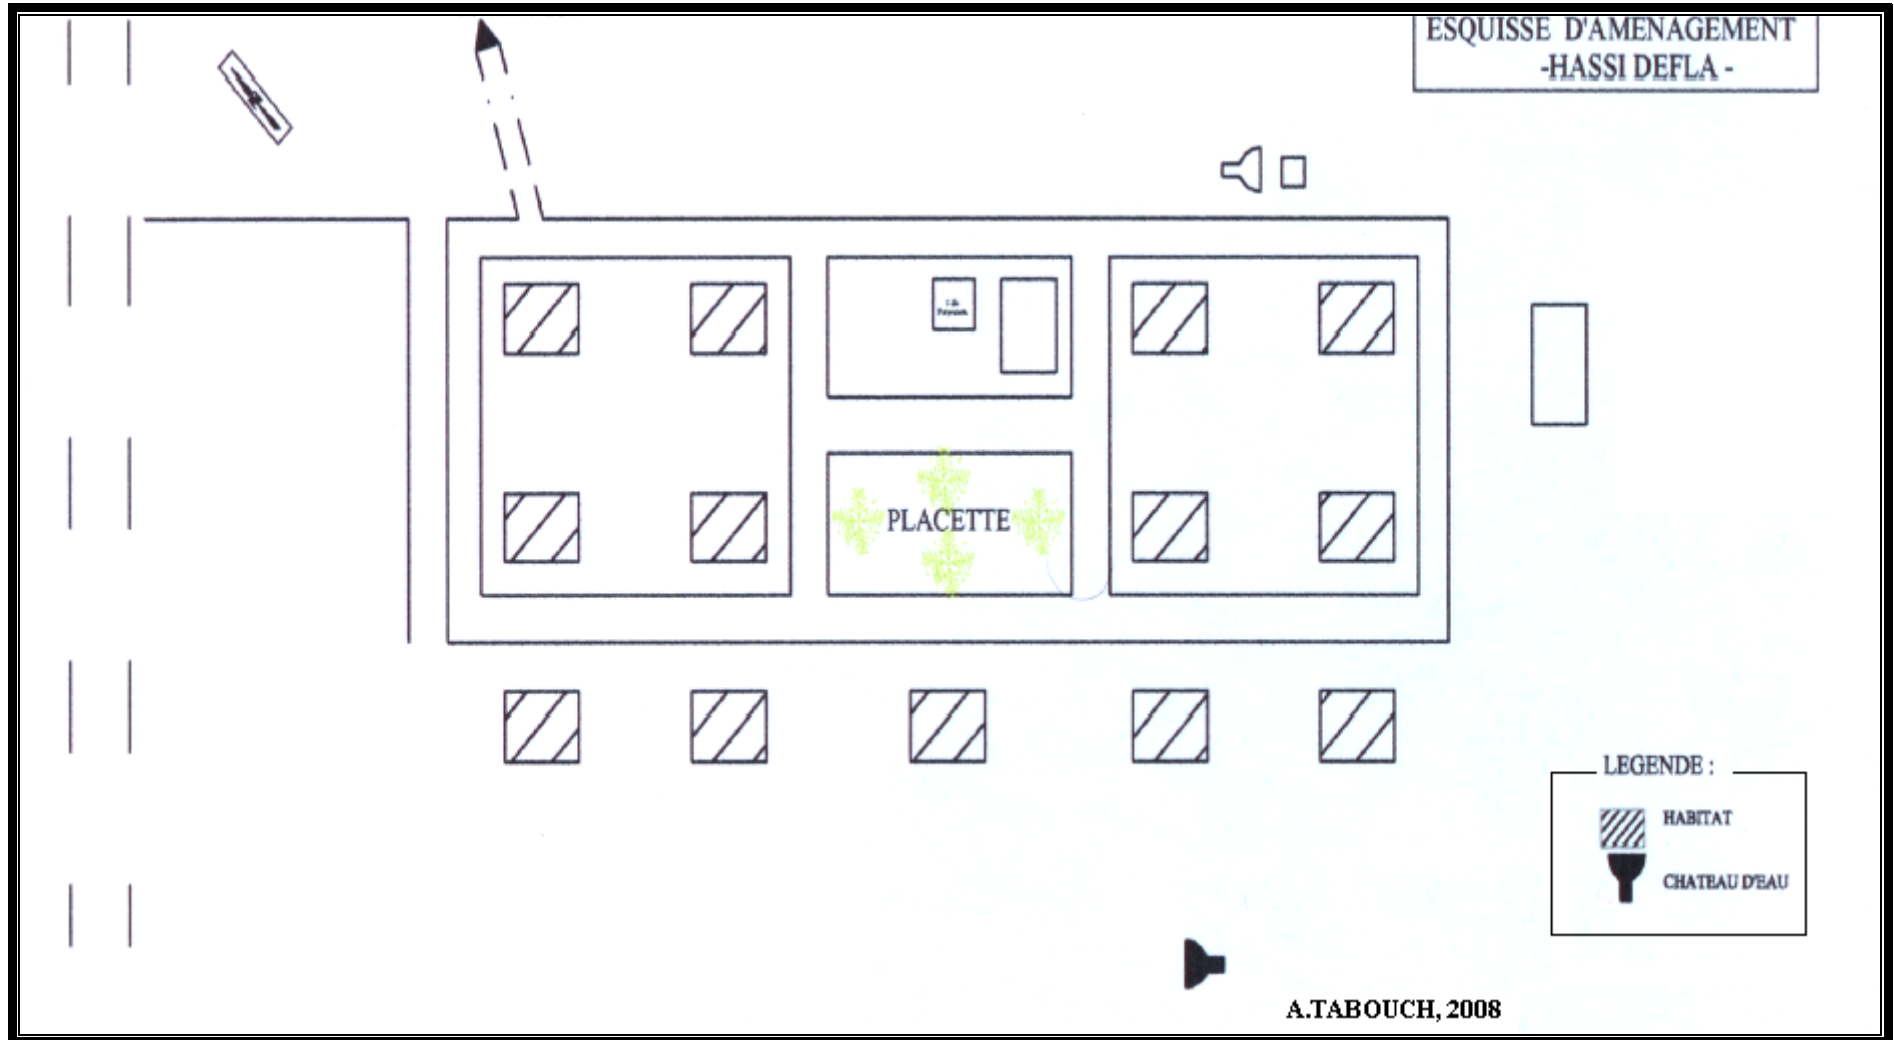 ESQUISSE D'AMENAGEMENT
-HASSI DEFLA -
PLACETTE
LEGENDE :
HABITAT
CHATEAU D'EAU
A.TABOUCH, 2008